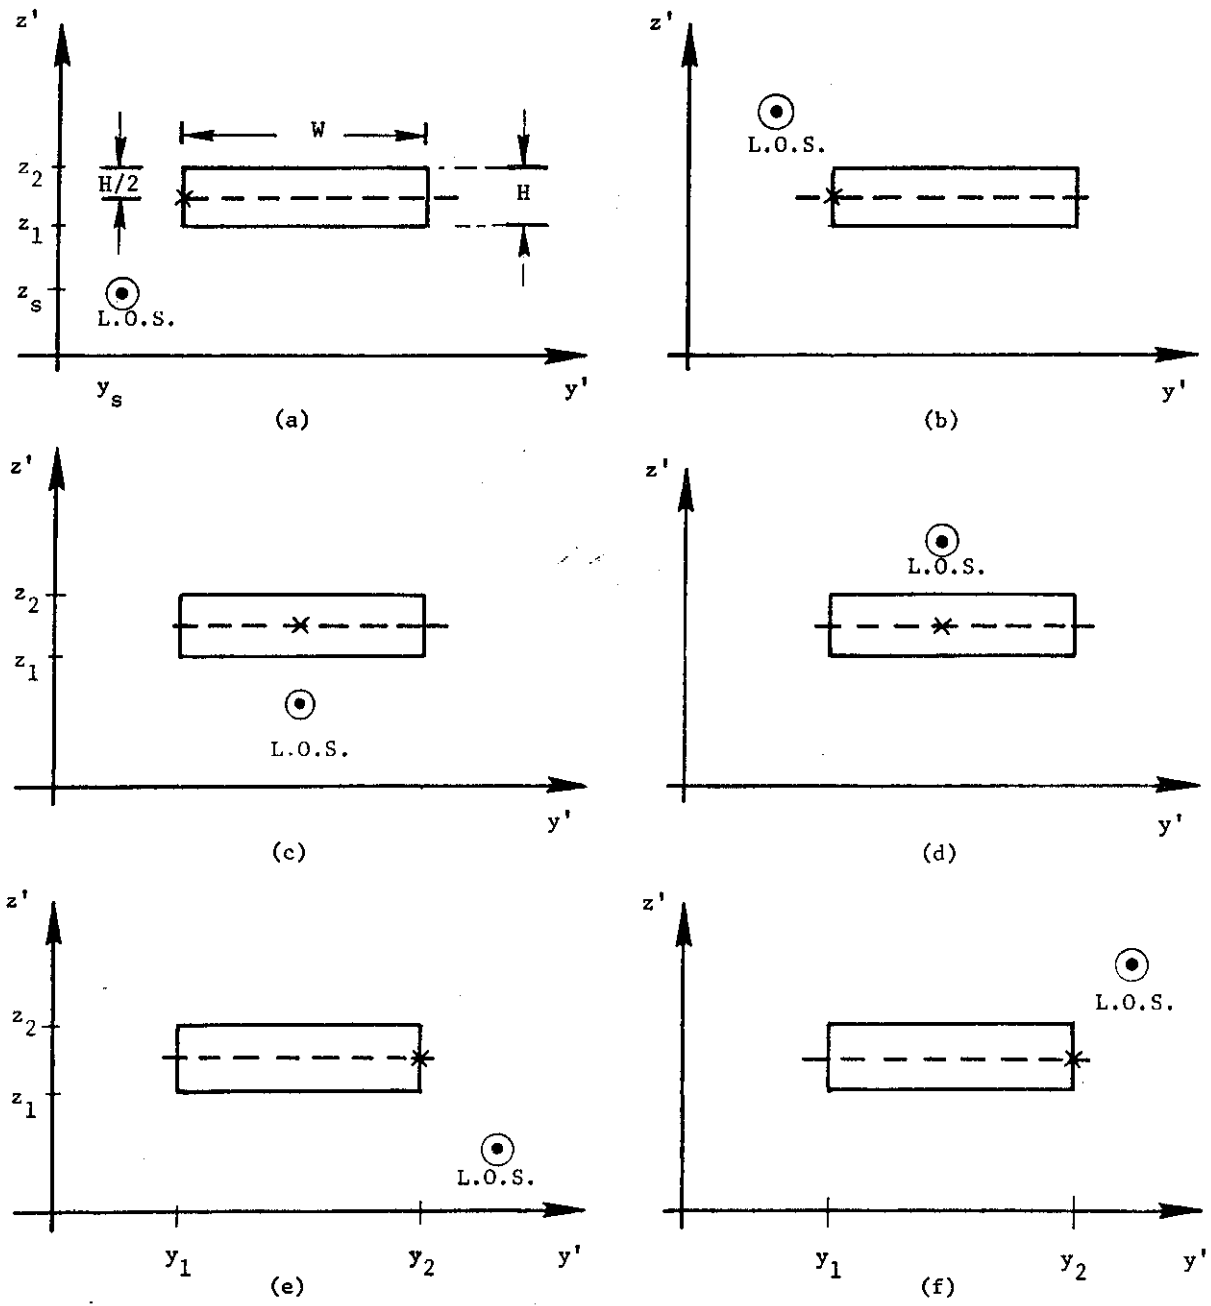 z'
W
z2
H/2
H
z1
zs
L.O.S.
ys
y'
(a)
z'
L.O.S.
y'
(b)
z'
z2
z1
L.O.S.
y'
(c)
z'
L.O.S.
y'
(d)
z'
z2
z1
L.O.S.
y1
y2
y'
(e)
z'
L.O.S.
y1
y2
y'
(f)